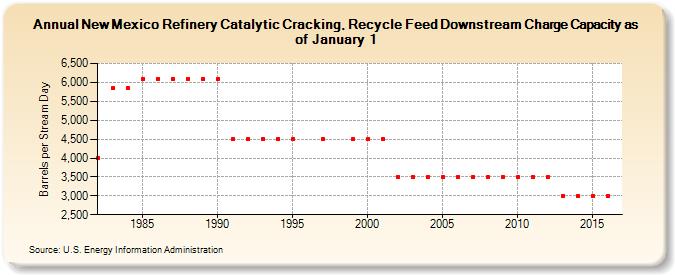 Annual New Mexico Refinery Catalytic Cracking, Recycle Feed Downstream Charge Capacity as
of January 1
Barrels per Stream Day
6,500
6,000
5,500
5,000
4,500
4,000
3,500
3,000
2,500
1985 1990 1995 2000 2005 2010 2015
Source: U.S. Energy Information Administration